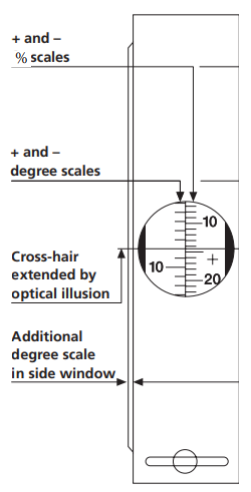 + and –
% scales
+ and –
degree scales
10
Cross-hair
extended by
optical illusion
10
+
20
Additional
degree scale
in side window